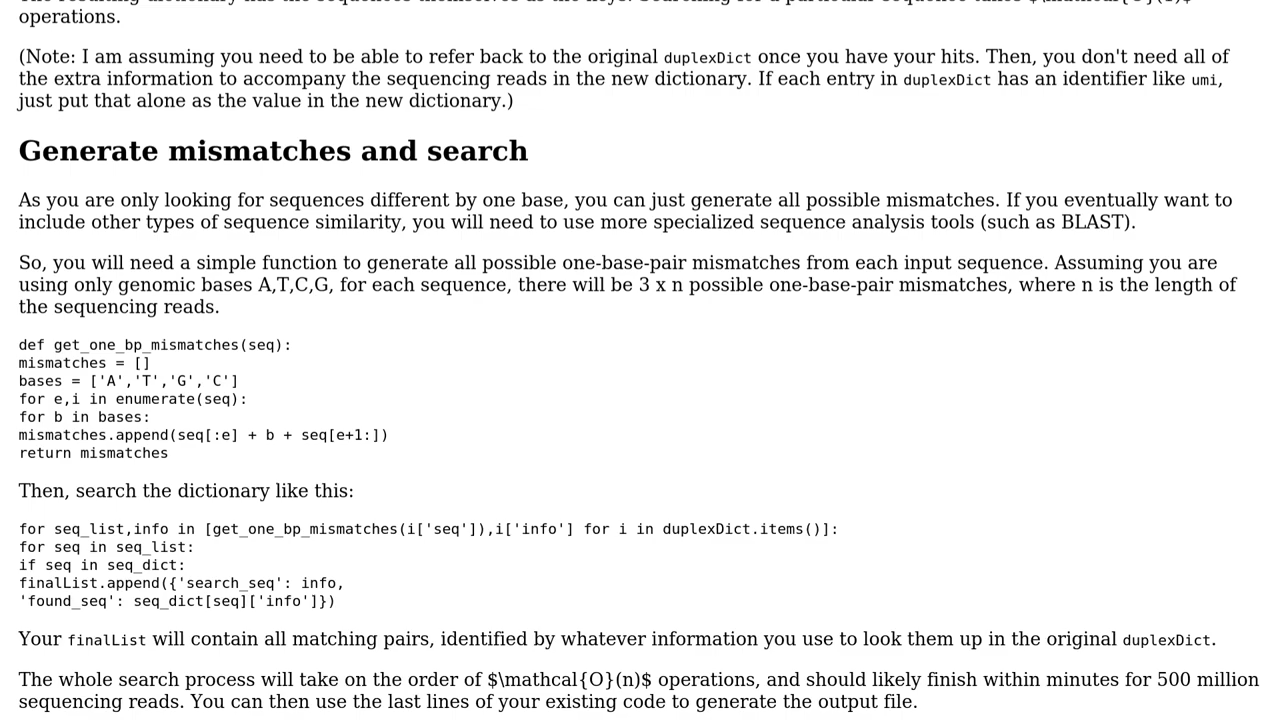 operations.
(Note: I am assuming you need to be able to refer back to the original duplexDict once you have your hits. Then, you don't need all of
the extra information to accompany the sequencing reads in the new dictionary. If each entry in duplexDict has an identifier like umi,
just put that alone as the value in the new dictionary.)
Generate mismatches and search
As you are only looking for sequences different by one base, you can just generate all possible mismatches. If you eventually want to
include other types of sequence similarity, you will need to use more specialized sequence analysis tools (such as BLAST).
So, you will need a simple function to generate all possible one-base-pair mismatches from each input sequence. Assuming you are
using only genomic bases A,T,C,G, for each sequence, there will be 3 x n possible one-base-pair mismatches, where n is the length of
the sequencing reads.
def get_one_bp_mismatches(seq):
mismatches = []
bases = ['A','T','G','C']
for e,i in enumerate(seq):
for b in bases:
mismatches.append(seq[:e] + b + seq[e+1:])
return mismatches
Then, search the dictionary like this:
for seq_list,info in [get_one_bp_mismatches(i['seq']),i['info'] for i in duplexDict.items()]:
for seq in seq_list:
if seq in seq_dict:
finalList.append({'search_seq': info,
'found_seq': seq_dict[seq]['info']})
Your finalList will contain all matching pairs, identified by whatever information you use to look them up in the original duplexDict.
The whole search process will take on the order of $\mathcal{O}(n)$ operations, and should likely finish within minutes for 500 million
sequencing reads. You can then use the last lines of your existing code to generate the output file.